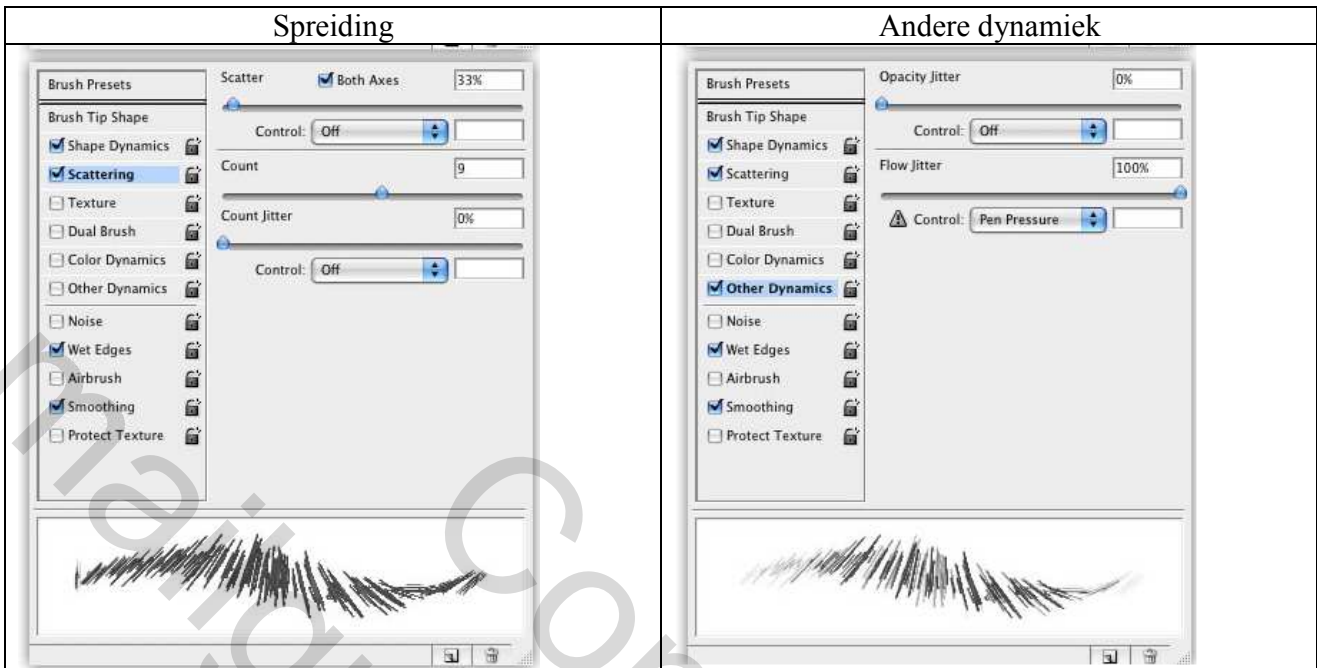 Spreiding
Brush Presets
Brush Tip Shape
Shape Dynamics
Scattering
Texture
Dual Brush
Color Dynamics
Other Dynamics
Noise
Wet Edges
Airbrush
Smoothing
Protect Texture
Scatter Both Axes 33%
Control: Off
Count 9
Count Jitter 0%
Control: Off
Andere dynamiek
Brush Presets
Brush Tip Shape
Shape Dynamics
Scattering
Texture
Dual Brush
Color Dynamics
Other Dynamics
Noise
Wet Edges
Airbrush
Smoothing
Protect Texture
Opacity Jitter 0%
Control: Off
Flow Jitter 100%
Control: Pen Pressure